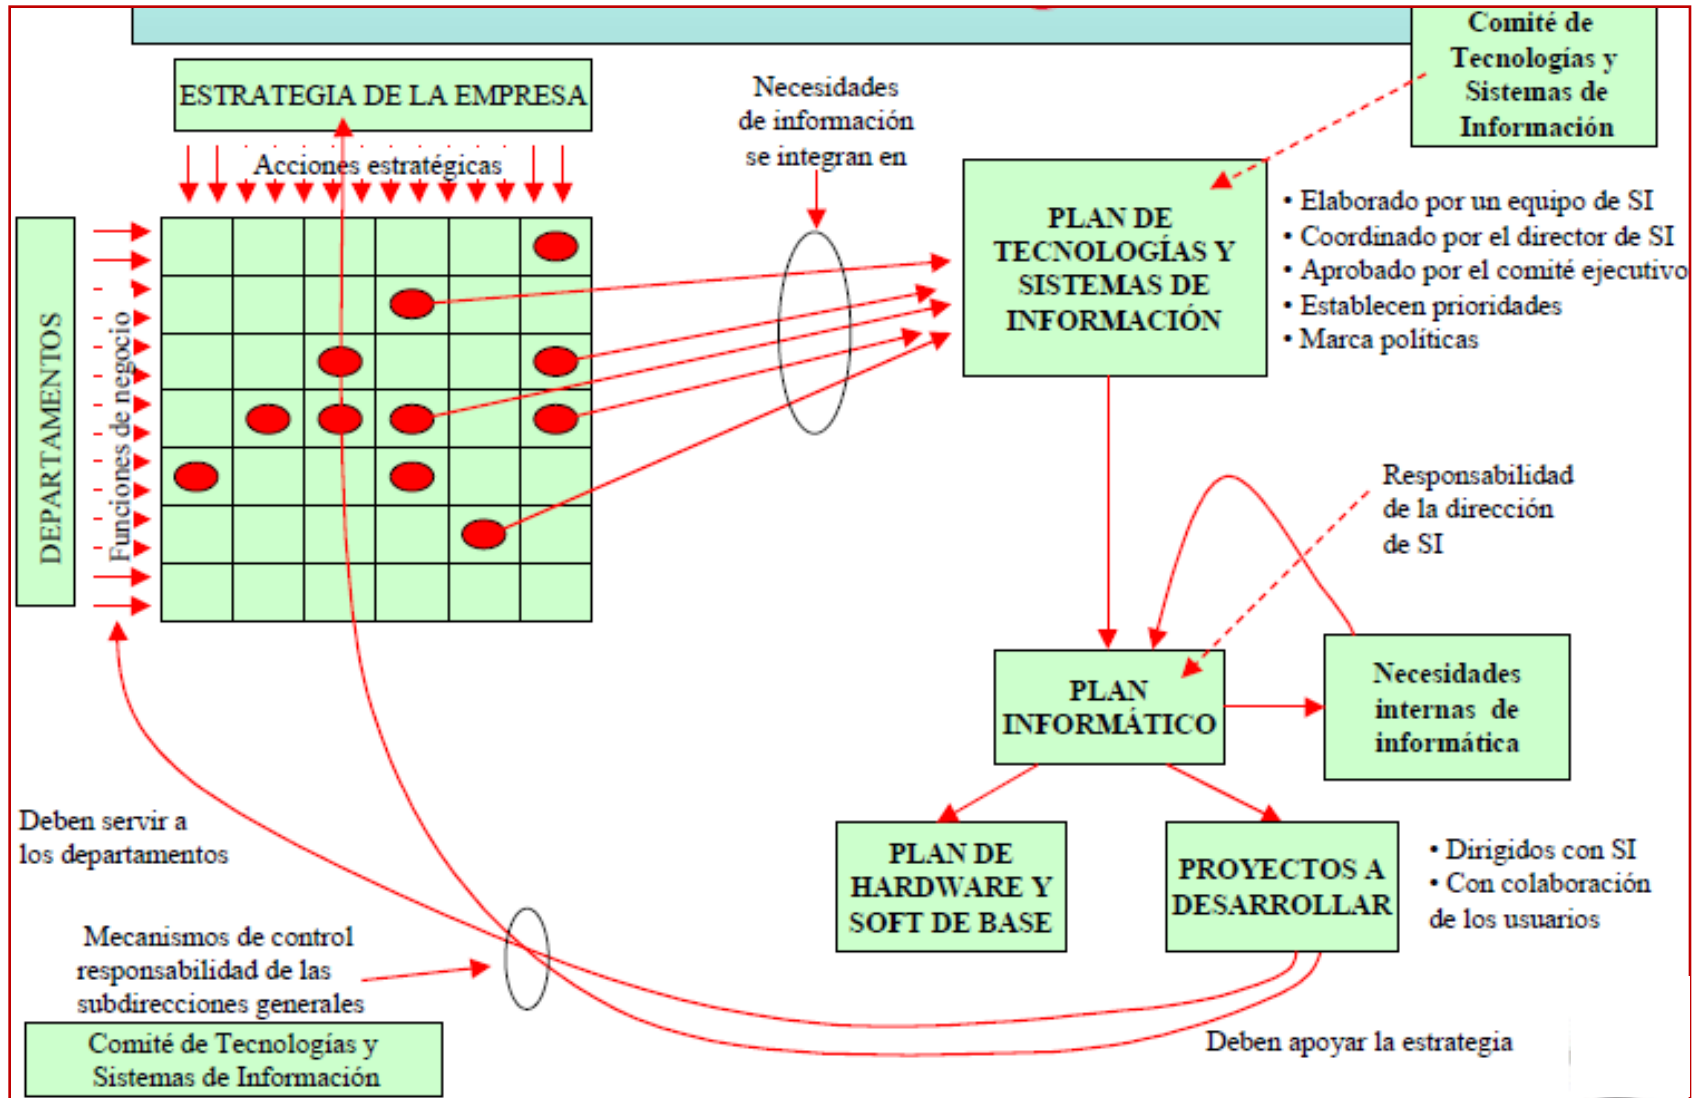 Comité de
Tecnologías y
Sistemas de
Información
ESTRATEGIA DE LA EMPRESA
Acciones estratégicas
Necesidades
de información
se integran en
PLAN DE
TECNOLOGÍAS Y
SISTEMAS DE
INFORMACIÓN
• Elaborado por un equipo de SI
• Coordinado por el director de SI
• Aprobado por el comité ejecutivo
• Establecen prioridades
• Marca políticas
DEPARTAMENTOS
Funciones de negocio
Responsabilidad
de la dirección
de SI
PLAN
INFORMÁTICO
Necesidades
internas de
informática
Deben servir a
los departamentos
PLAN DE
HARDWARE Y
SOFT DE BASE
PROYECTOS A
DESARROLLAR
• Dirigidos con SI
• Con colaboración
de los usuarios
Mecanismos de control
responsabilidad de las
subdirecciones generales
Comité de Tecnologías y
Sistemas de Información
Deben apoyar la estrategia